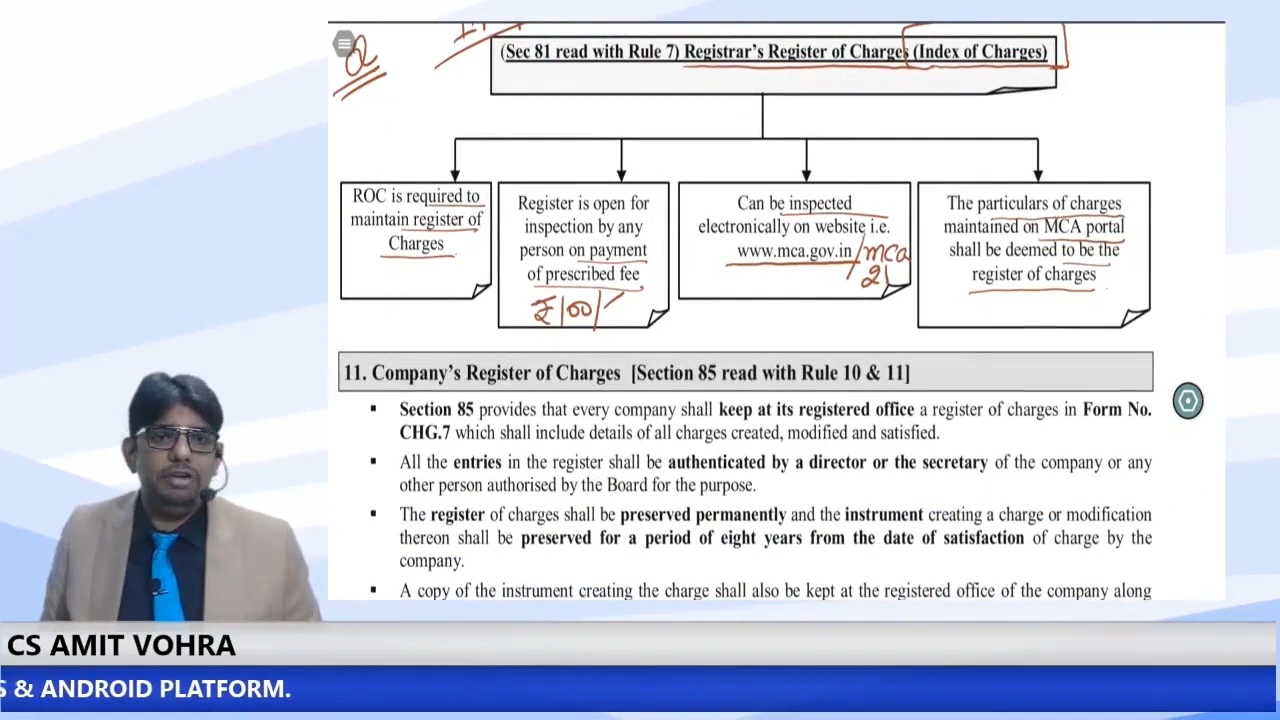 (Sec 81 read with Rule 7) Registrar's Register of Charges (Index of Charges)
ROC is required to
maintain register of
Charges
Register is open for
inspection by any
person on payment
of prescribed fee
₹100/-
Can be inspected
electronically on website i.e.
www.mca.gov.in/mca
21
The particulars of charges
maintained on MCA portal
shall be deemed to be the
register of charges
11. Company's Register of Charges [Section 85 read with Rule 10 & 11]
▪ Section 85 provides that every company shall keep at its registered office a register of charges in Form No.
CHG.7 which shall include details of all charges created, modified and satisfied.
▪ All the entries in the register shall be authenticated by a director or the secretary of the company or any
other person authorised by the Board for the purpose.
▪ The register of charges shall be preserved permanently and the instrument creating a charge or modification
thereon shall be preserved for a period of eight years from the date of satisfaction of charge by the
company.
▪ A copy of the instrument creating the charge shall also be kept at the registered office of the company along
CS AMIT VOHRA
S & ANDROID PLATFORM.